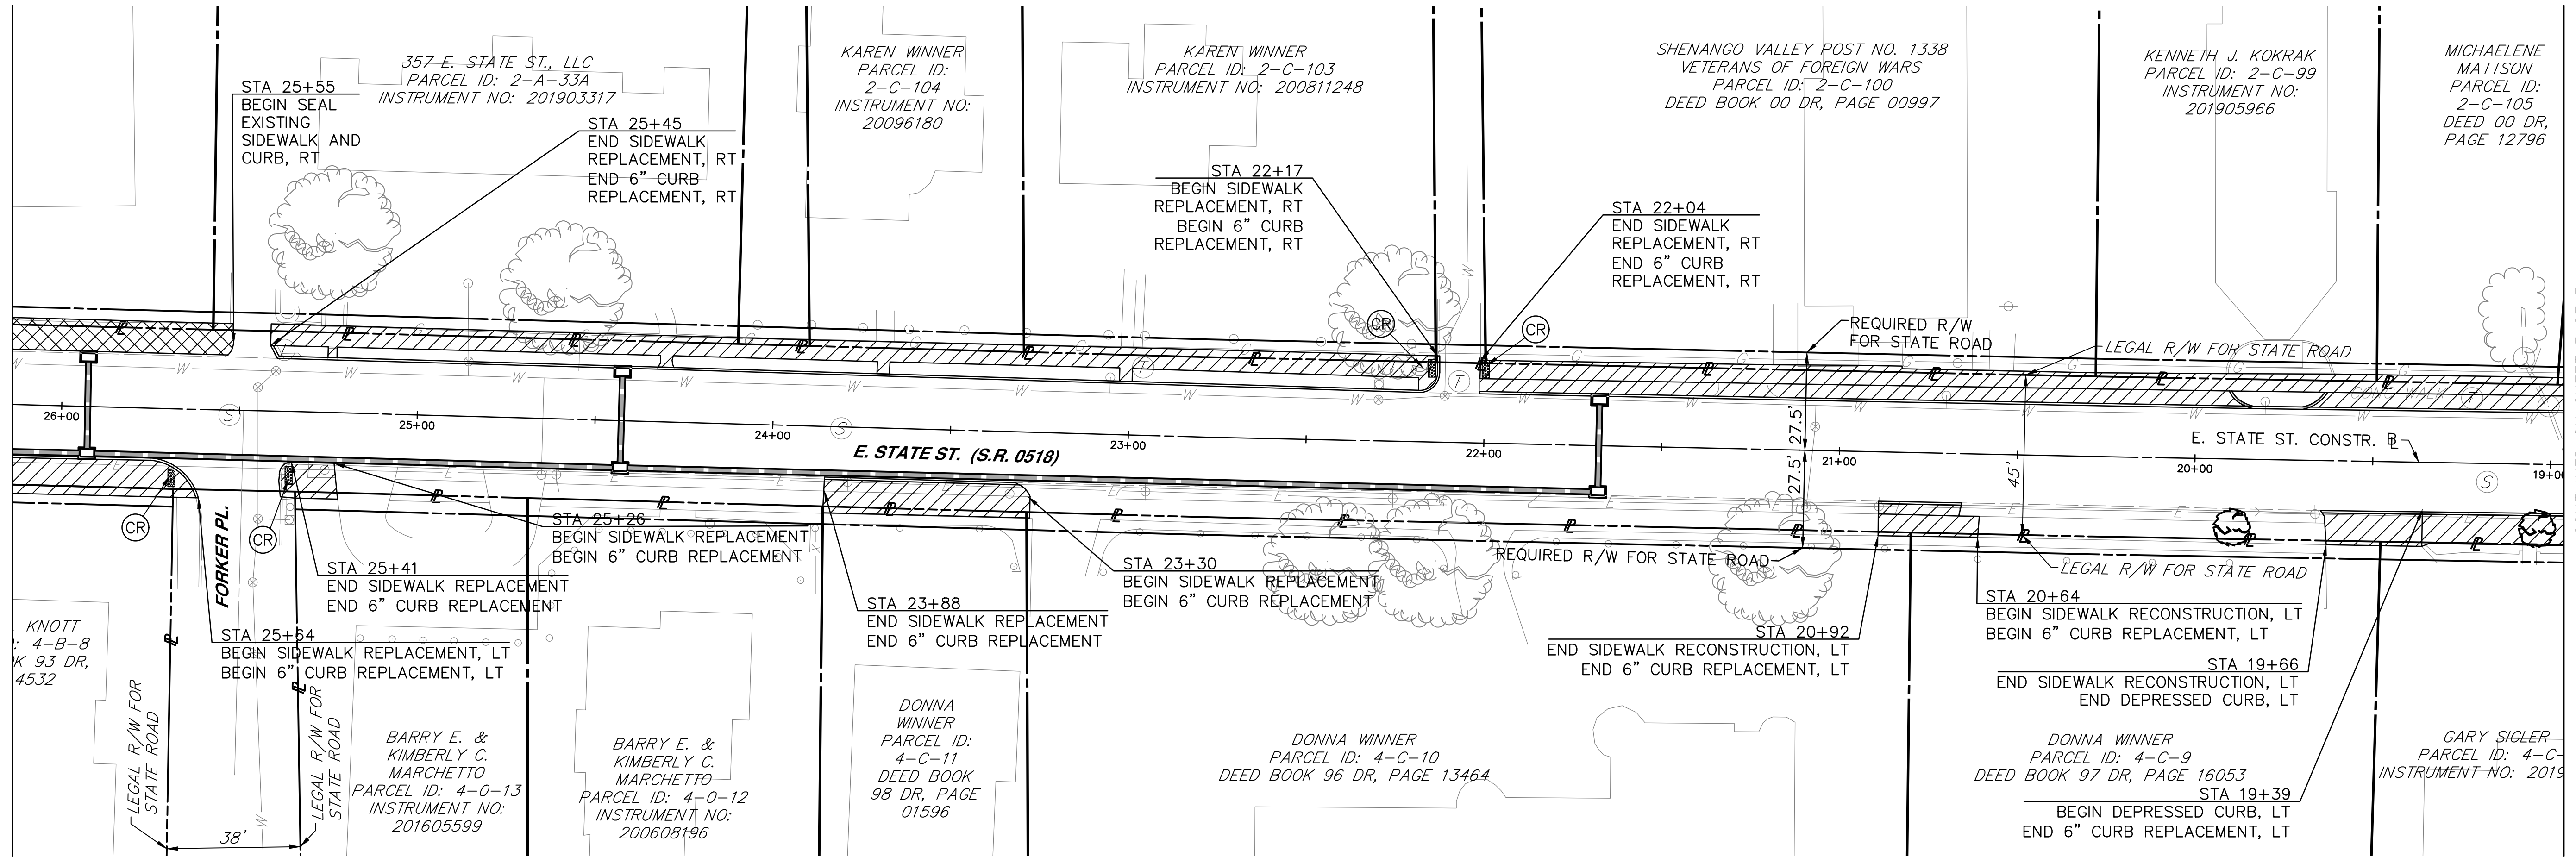 357 E. STATE ST., LLC
PARCEL ID: 2-A-33A
INSTRUMENT NO: 201903317
KAREN WINNER
PARCEL ID:
2-C-104
INSTRUMENT NO:
20096180
KAREN WINNER
PARCEL ID: 2-C-103
INSTRUMENT NO: 200811248
SHENANGO VALLEY POST NO. 1338
VETERANS OF FOREIGN WARS
PARCEL ID: 2-C-100
DEED BOOK 00 DR, PAGE 00997
KENNETH J. KOKRAK
PARCEL ID: 2-C-99
INSTRUMENT NO:
201905966
MICHAELENE
MATTSON
PARCEL ID:
2-C-105
DEED 00 DR,
PAGE 12796
STA 25+55
BEGIN SEAL
EXISTING
SIDEWALK AND
CURB, RT
STA 25+45
END SIDEWALK
REPLACEMENT, RT
END 6" CURB
REPLACEMENT, RT
STA 22+17
BEGIN SIDEWALK
REPLACEMENT, RT
BEGIN 6" CURB
REPLACEMENT, RT
STA 22+04
END SIDEWALK
REPLACEMENT, RT
END 6" CURB
REPLACEMENT, RT
CR
CR
REQUIRED R/W
FOR STATE ROAD
LEGAL R/W FOR STATE ROAD
26+00
25+00
24+00
23+00
22+00
21+00
20+00
19+00
E. STATE ST. (S.R. 0518)
E. STATE ST. CONSTR. BL
27.5'
27.5'
45'
CR
CR
FORKER PL.
STA 25+26
BEGIN SIDEWALK REPLACEMENT
BEGIN 6" CURB REPLACEMENT
STA 25+41
END SIDEWALK REPLACEMENT
END 6" CURB REPLACEMENT
STA 25+64
BEGIN SIDEWALK REPLACEMENT, LT
BEGIN 6" CURB REPLACEMENT, LT
STA 23+88
END SIDEWALK REPLACEMENT
END 6" CURB REPLACEMENT
STA 23+30
BEGIN SIDEWALK REPLACEMENT
BEGIN 6" CURB REPLACEMENT
REQUIRED R/W FOR STATE ROAD
LEGAL R/W FOR STATE ROAD
STA 20+92
END SIDEWALK RECONSTRUCTION, LT
END 6" CURB REPLACEMENT, LT
STA 20+64
BEGIN SIDEWALK RECONSTRUCTION, LT
BEGIN 6" CURB REPLACEMENT, LT
STA 19+66
END SIDEWALK RECONSTRUCTION, LT
END DEPRESSED CURB, LT
STA 19+39
BEGIN DEPRESSED CURB, LT
END 6" CURB REPLACEMENT, LT
KNOTT
: 4-B-8
K 93 DR,
4532
LEGAL R/W FOR
STATE ROAD
LEGAL R/W FOR
STATE ROAD
38'
BARRY E. &
KIMBERLY C.
MARCHETTO
PARCEL ID: 4-0-13
INSTRUMENT NO:
201605599
BARRY E. &
KIMBERLY C.
MARCHETTO
PARCEL ID: 4-0-12
INSTRUMENT NO:
200608196
DONNA
WINNER
PARCEL ID:
4-C-11
DEED BOOK
98 DR, PAGE
01596
DONNA WINNER
PARCEL ID: 4-C-10
DEED BOOK 96 DR, PAGE 13464
DONNA WINNER
PARCEL ID: 4-C-9
DEED BOOK 97 DR, PAGE 16053
GARY SIGLER
PARCEL ID: 4-C-
INSTRUMENT NO: 2019